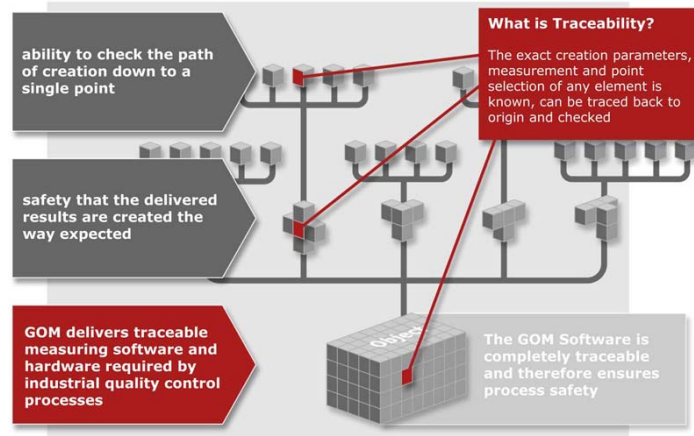 ability to check the path
of creation down to a
single point
What is Traceability?
The exact creation parameters,
measurement and point
selection of any element is
known, can be traced back to
origin and checked
safety that the delivered
results are created the
way expected
GOM delivers traceable
measuring software and
hardware required by
industrial quality control
processes
Object
The GOM Software is
completely traceable
and therefore ensures
process safety